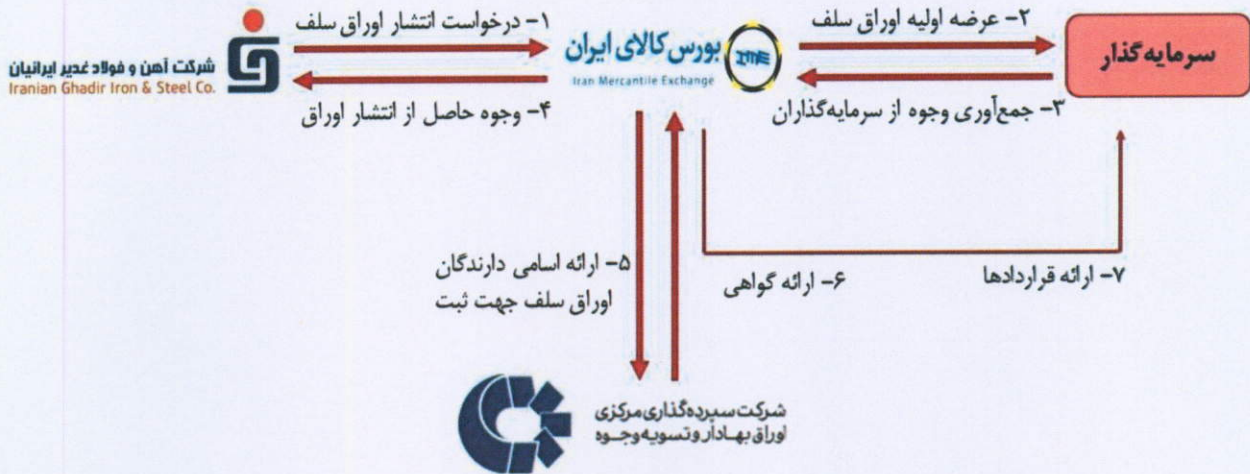 ۱- درخواست انتشار اوراق سلف
۲- عرضه اولیه اوراق سلف
سرمایه‌گذار
بورس کالای ایران
IME
Iran Mercantile Exchange
شرکت آهن و فولاد غدیر ایرانیان
Iranian Ghadir Iron & Steel Co.
۳- جمع‌آوری وجوه از سرمایه‌گذاران
۴- وجوه حاصل از انتشار اوراق
۵- ارائه اسامی دارندگان
اوراق سلف جهت ثبت
۶- ارائه گواهی
۷- ارائه قراردادها
شرکت سپرده‌گذاری مرکزی
اوراق بهادار و تسویه وجوه